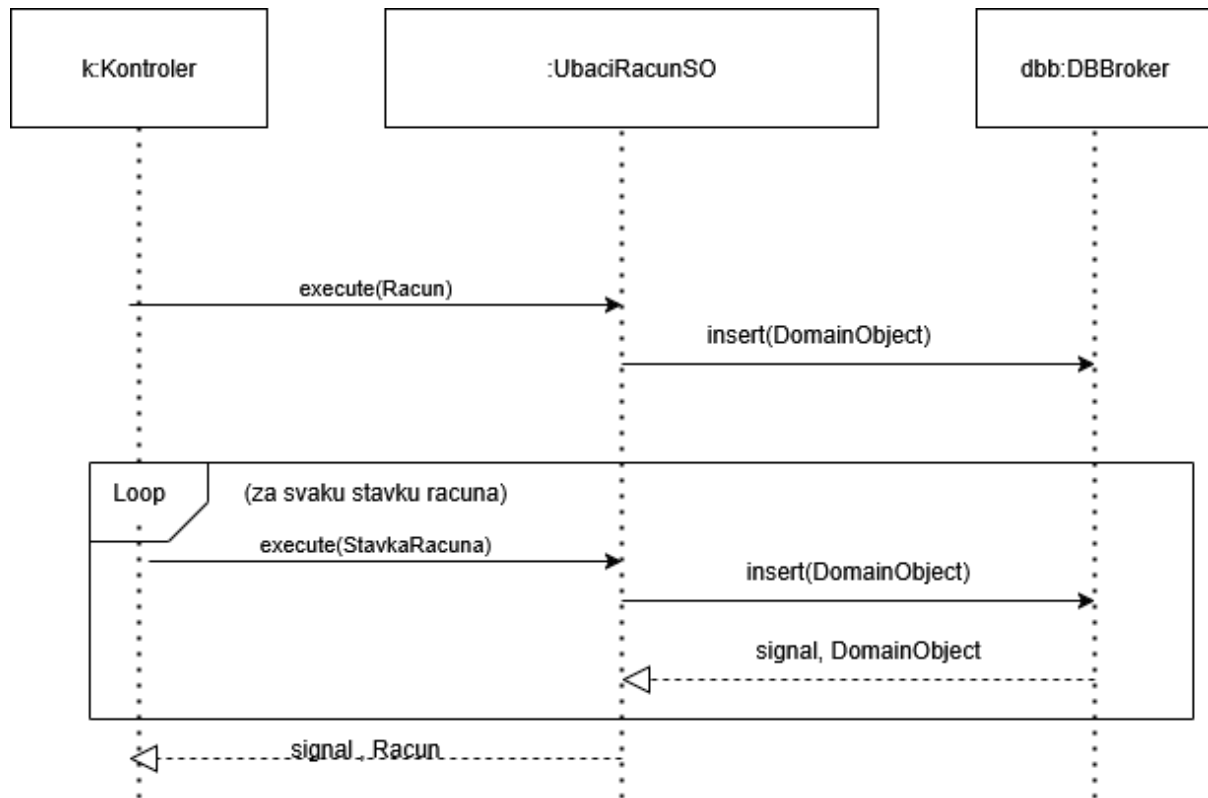 k:Kontroler
:UbaciRacunSO
dbb:DBBroker
execute(Racun)
insert(DomainObject)
Loop
(za svaku stavku racuna)
execute(StavkaRacuna)
insert(DomainObject)
signal, DomainObject
signal , Racun